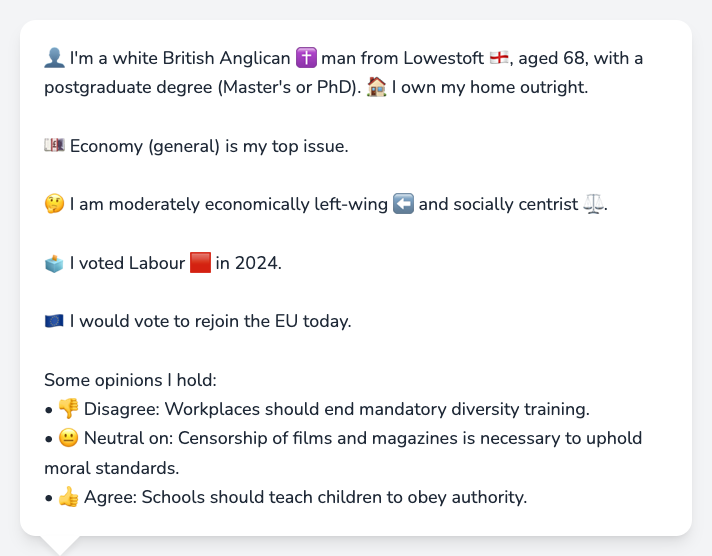 👤 I'm a white British Anglican ✝️ man from Lowestoft 🏴󠁧󠁢󠁥󠁮󠁧󠁿, aged 68, with a
postgraduate degree (Master's or PhD). 🏠 I own my home outright.
💷 Economy (general) is my top issue.
🤔 I am moderately economically left-wing ⬅️ and socially centrist ⚖️.
🗳️ I voted Labour 🟥 in 2024.
🇪🇺 I would vote to rejoin the EU today.
Some opinions I hold:
• 👎 Disagree: Workplaces should end mandatory diversity training.
• 😐 Neutral on: Censorship of films and magazines is necessary to uphold
moral standards.
• 👍 Agree: Schools should teach children to obey authority.